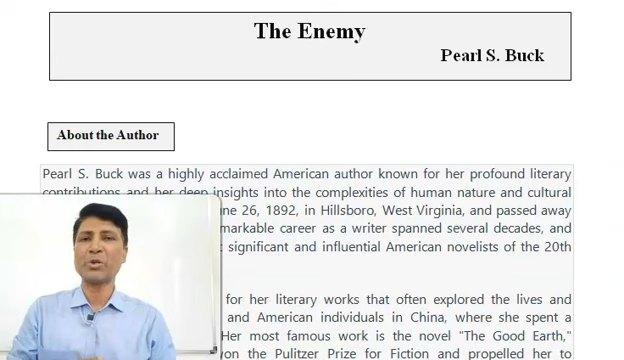 The Enemy
Pearl S. Buck
About the Author
Pearl S. Buck was a highly acclaimed American author known for her profound literary
contributions and her deep insights into the complexities of human nature and cultural
une 26, 1892, in Hillsboro, West Virginia, and passed away
markable career as a writer spanned several decades, and
t significant and influential American novelists of the 20th
for her literary works that often explored the lives and
and American individuals in China, where she spent a
Her most famous work is the novel "The Good Earth,"
von the Pulitzer Prize for Fiction and propelled her to